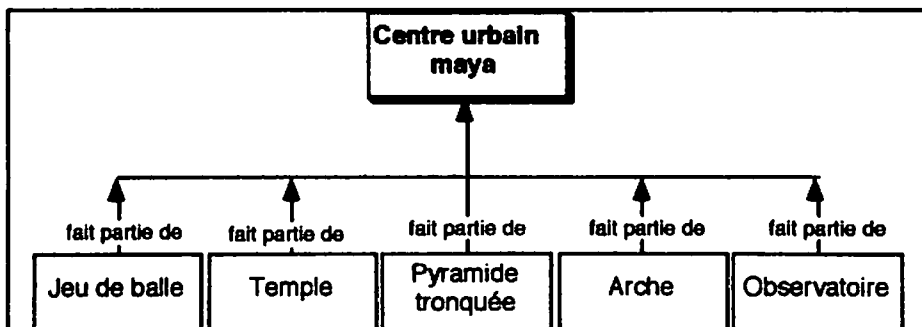 Centre urbain
maya
fait partie de fait partie de fait partie de fait partie de fait partie de
Jeu de balle Temple Pyramide tronquée Arche Observatoire